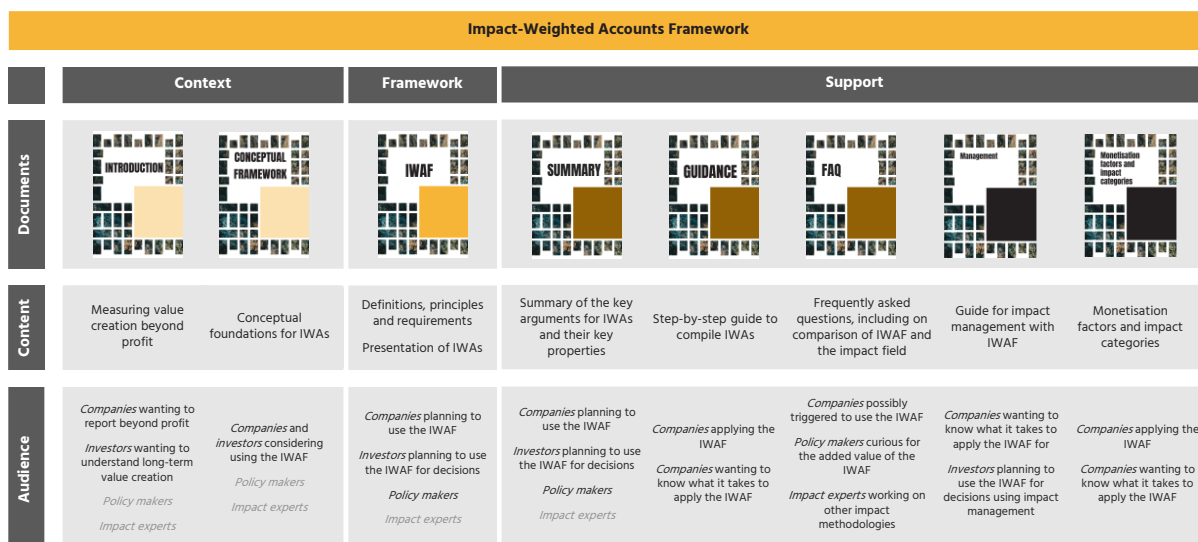 Impact-Weighted Accounts Framework
Context
Framework
Support
Documents
INTRODUCTION
CONCEPTUAL
FRAMEWORK
IWAF
SUMMARY
GUIDANCE
FAQ
Management
Monetisation
factors and
impact
categories
Content
Measuring value
creation beyond
profit
Conceptual
foundations for IWAs
Definitions, principles
and requirements
Presentation of IWAs
Summary of the key
arguments for IWAs
and their key
properties
Step-by-step guide to
compile IWAs
Frequently asked
questions, including on
comparison of IWAF and
the impact field
Guide for impact
management with
IWAF
Monetisation
factors and impact
categories
Audience
Companies wanting to
report beyond profit
Investors wanting to
understand long-term
value creation
Policy makers
Impact experts
Companies and
investors considering
using the IWAF
Policy makers
Impact experts
Companies planning to
use the IWAF
Investors planning to use
the IWAF for decisions
Policy makers
Impact experts
Companies planning to
use the IWAF
Investors planning to use
the IWAF for decisions
Policy makers
Impact experts
Companies applying the
IWAF
Companies wanting to
know what it takes to
apply the IWAF
Companies possibly
triggered to use the IWAF
Policy makers curious for
the added value of the
IWAF
Impact experts working on
other impact
methodologies
Companies wanting to
know what it takes to
apply the IWAF for
Investors planning to
use the IWAF for
decisions using impact
management
Companies applying the
IWAF
Companies wanting to
know what it takes to
apply the IWAF